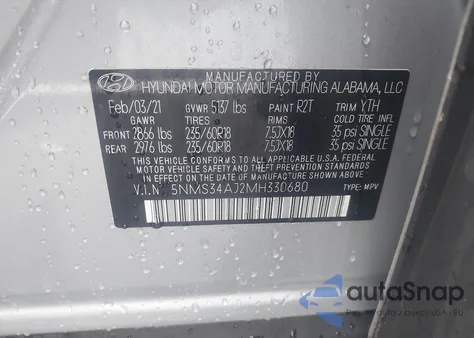 MANUFACTURED BY
HYUNDAI MOTOR MANUFACTURING ALABAMA, LLC
Feb/03/21 GVWR 5137 lbs PAINT R2T TRIM YTH
GAWR TIRES RIMS COLD TIRE INFL
FRONT 2866 lbs 235/60R18 7.5JX18 35 psi SINGLE
REAR 2976 lbs 235/60R18 7.5JX18 35 psi SINGLE
THIS VEHICLE CONFORMS TO ALL APPLICABLE FEDERAL
MOTOR VEHICLE SAFETY, BUMPER, AND THEFT PREVENTION STANDARDS
IN EFFECT ON THE DATE OF MANUFACTURE SHOWN ABOVE.
V.I.N. 5NMS34AJ2MH330680 TYPE: MPV
autoSnap